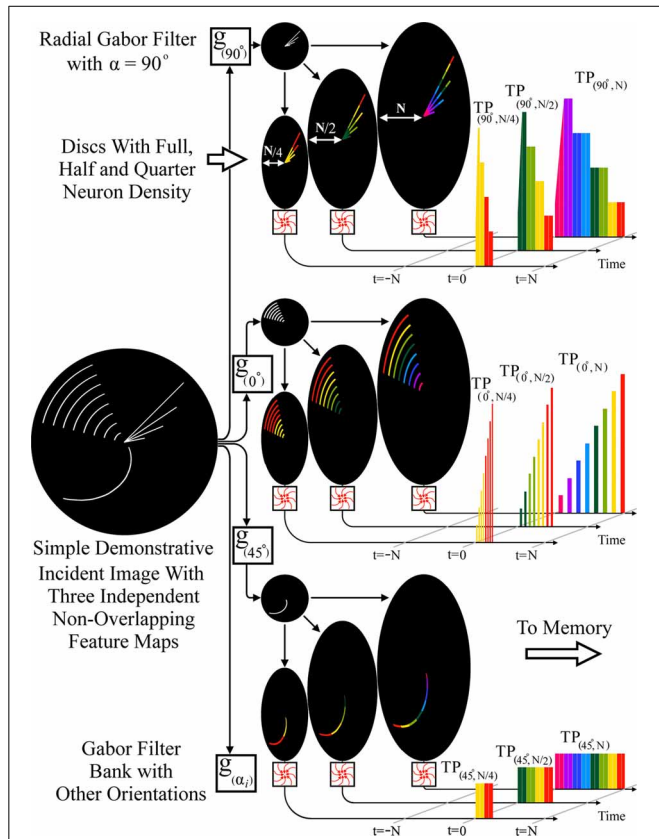 Radial Gabor Filter
with α = 90°
g(90°)
Discs With Full,
Half and Quarter
Neuron Density
N/4
N/2
N
TP(90°, N/4)
TP(90°, N/2)
TP(90°, N)
t=-N
t=0
t=N
Time
g(0°)
TP(0°, N/4)
TP(0°, N/2)
TP(0°, N)
t=-N
t=0
t=N
Time
Simple Demonstrative
Incident Image With
Three Independent
Non-Overlapping
Feature Maps
g(45°)
To Memory
Gabor Filter
Bank with
Other Orientations
g(αi)
TP(45°, N/4)
TP(45°, N/2)
TP(45°, N)
t=-N
t=0
t=N
Time